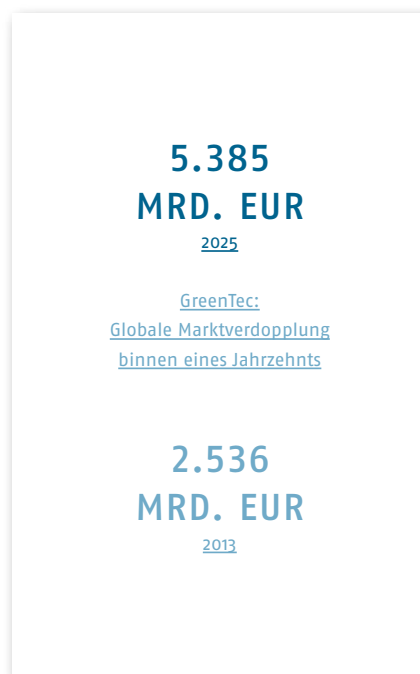 5.385
MRD. EUR
2025
GreenTec:
Globale Marktverdopplung
binnen eines Jahrzehnts
2.536
MRD. EUR
2013